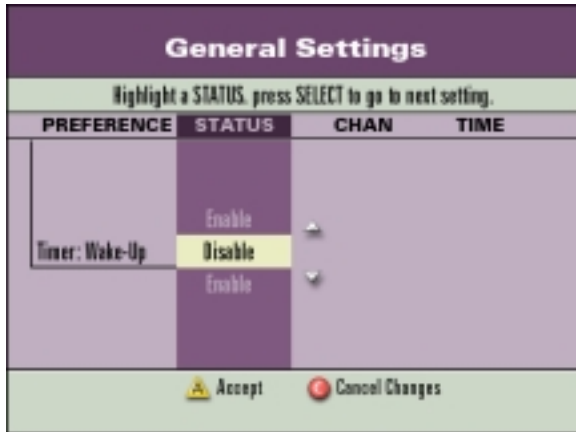 General Settings
Highlight a STATUS. press SELECT to go to next setting.
PREFERENCE STATUS CHAN TIME
Enable
Timer: Wake-Up Disable
Enable
A Accept C Cancel Changes